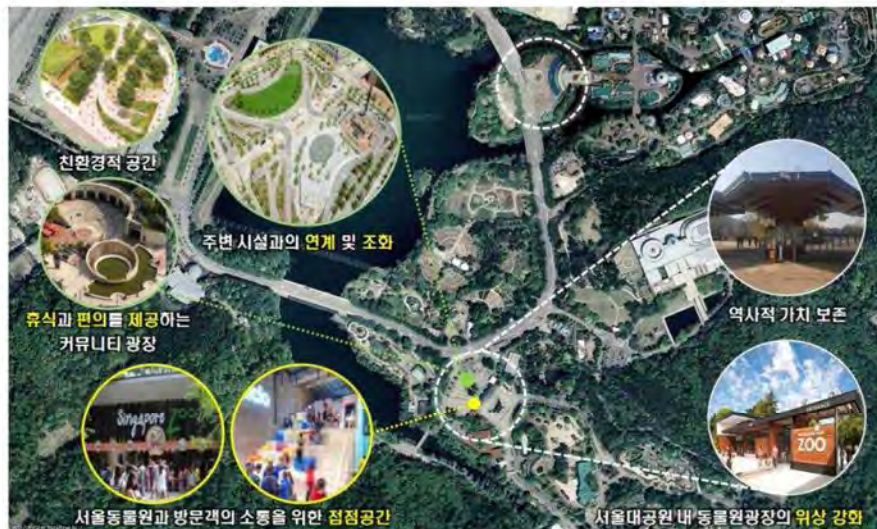 친환경적 공간
주변 시설과의 연계 및 조화
휴식과 편의를 제공하는
커뮤니티 광장
역사적 가치 보존
Singapore
ZOO
서울동물원과 방문객의 소통을 위한 접점공간
서울대공원 내 동물원광장의 위상 강화